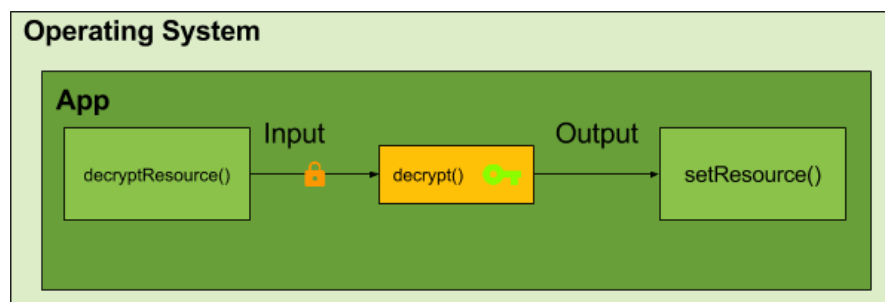 Operating System
App
Input
Output
decryptResource()
decrypt()
setResource()